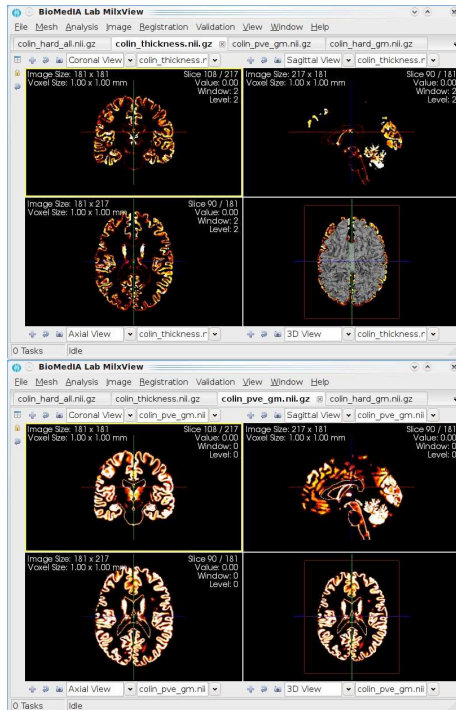 BioMedIA Lab MilxView
File Mesh Analysis Image Registration Validation View Window Help
colin_hard_all.nii.gz colin_thickness.nii.gz colin_pve_gm.nii.gz colin_hard_gm.nii.gz
Coronal View colin_thickness.r Sagittal View colin_thickness.r
Image Size: 181 x 181 Slice 108 / 217 Image Size: 217 x 181 Slice 90 / 181
Voxel Size: 1.00 x 1.00 mm Value: 0.00 Voxel Size: 1.00 x 1.00 mm Value: 0.00
Window: 2 Window: 2
Level: 2 Level: 2
Image Size: 181 x 217 Slice 90 / 181
Voxel Size: 1.00 x 1.00 mm Value: 0.00
Window: 2
Level: 2
Axial View colin_thickness.r 3D View colin_thickness.r
0 Tasks Idle
BioMedIA Lab MilxView
File Mesh Analysis Image Registration Validation View Window Help
colin_hard_all.nii.gz colin_thickness.nii.gz colin_pve_gm.nii.gz colin_hard_gm.nii.gz
Coronal View colin_pve_gm.nii Sagittal View colin_pve_gm.nii
Image Size: 181 x 181 Slice 108 / 217 Image Size: 217 x 181 Slice 90 / 181
Voxel Size: 1.00 x 1.00 mm Value: 0.00 Voxel Size: 1.00 x 1.00 mm Value: 0.00
Window: 0 Window: 0
Level: 0 Level: 0
Image Size: 181 x 217 Slice 90 / 181
Voxel Size: 1.00 x 1.00 mm Value: 0.00
Window: 0
Level: 0
Axial View colin_pve_gm.nii 3D View colin_pve_gm.nii
0 Tasks Idle